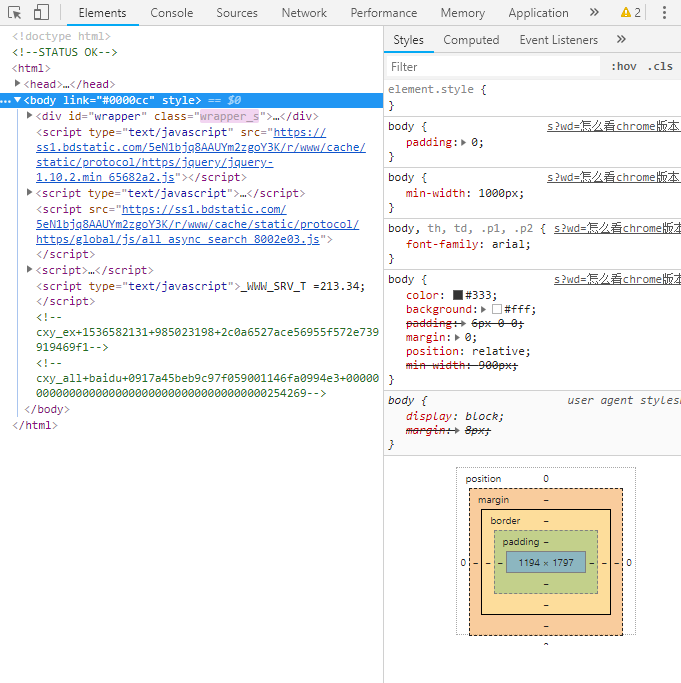 Elements Console Sources Network Performance Memory Application » 2
<!doctype html>
<!--STATUS OK-->
<html>
<head>…</head>
<body link="#0000cc" style> == $0
<div id="wrapper" class="wrapper_s">…</div>
<script type="text/javascript" src="https://
ss1.bdstatic.com/5eN1bjq8AAUYm2zgoY3K/r/www/cache/
static/protocol/https/jquery/jquery-
1.10.2.min_65682a2.js"></script>
<script type="text/javascript">…</script>
<script src="https://ss1.bdstatic.com/
5eN1bjq8AAUYm2zgoY3K/r/www/cache/static/protocol/
https/global/js/all_async_search_8002e03.js">
</script>
<script>…</script>
<script type="text/javascript">_WWW_SRV_T =213.34;
</script>
<!--
cxy_ex+1536582131+985023198+2c0a6527ace56955f572e739
919469f1-->
<!--
cxy_all+baidu+0917a45beb9c97f059001146fa0994e3+00000
000000000000000000000000000000000000254269-->
</body>
</html>
Styles Computed Event Listeners »
Filter :hov .cls
element.style {
}
body { s?wd=怎么看chrome版本
padding: 0;
}
body { s?wd=怎么看chrome版本
min-width: 1000px;
}
body, th, td, .p1, .p2 { s?wd=怎么看chrome版本
font-family: arial;
}
body { s?wd=怎么看chrome版本
color: #333;
background: #fff;
padding: 6px 0 0;
margin: 0;
position: relative;
min-width: 900px;
}
body { user agent styles
display: block;
margin: 8px;
}
position 0
margin –
border –
padding –
0 – – – 1194 × 1797 – – – 0
–
–
–
0